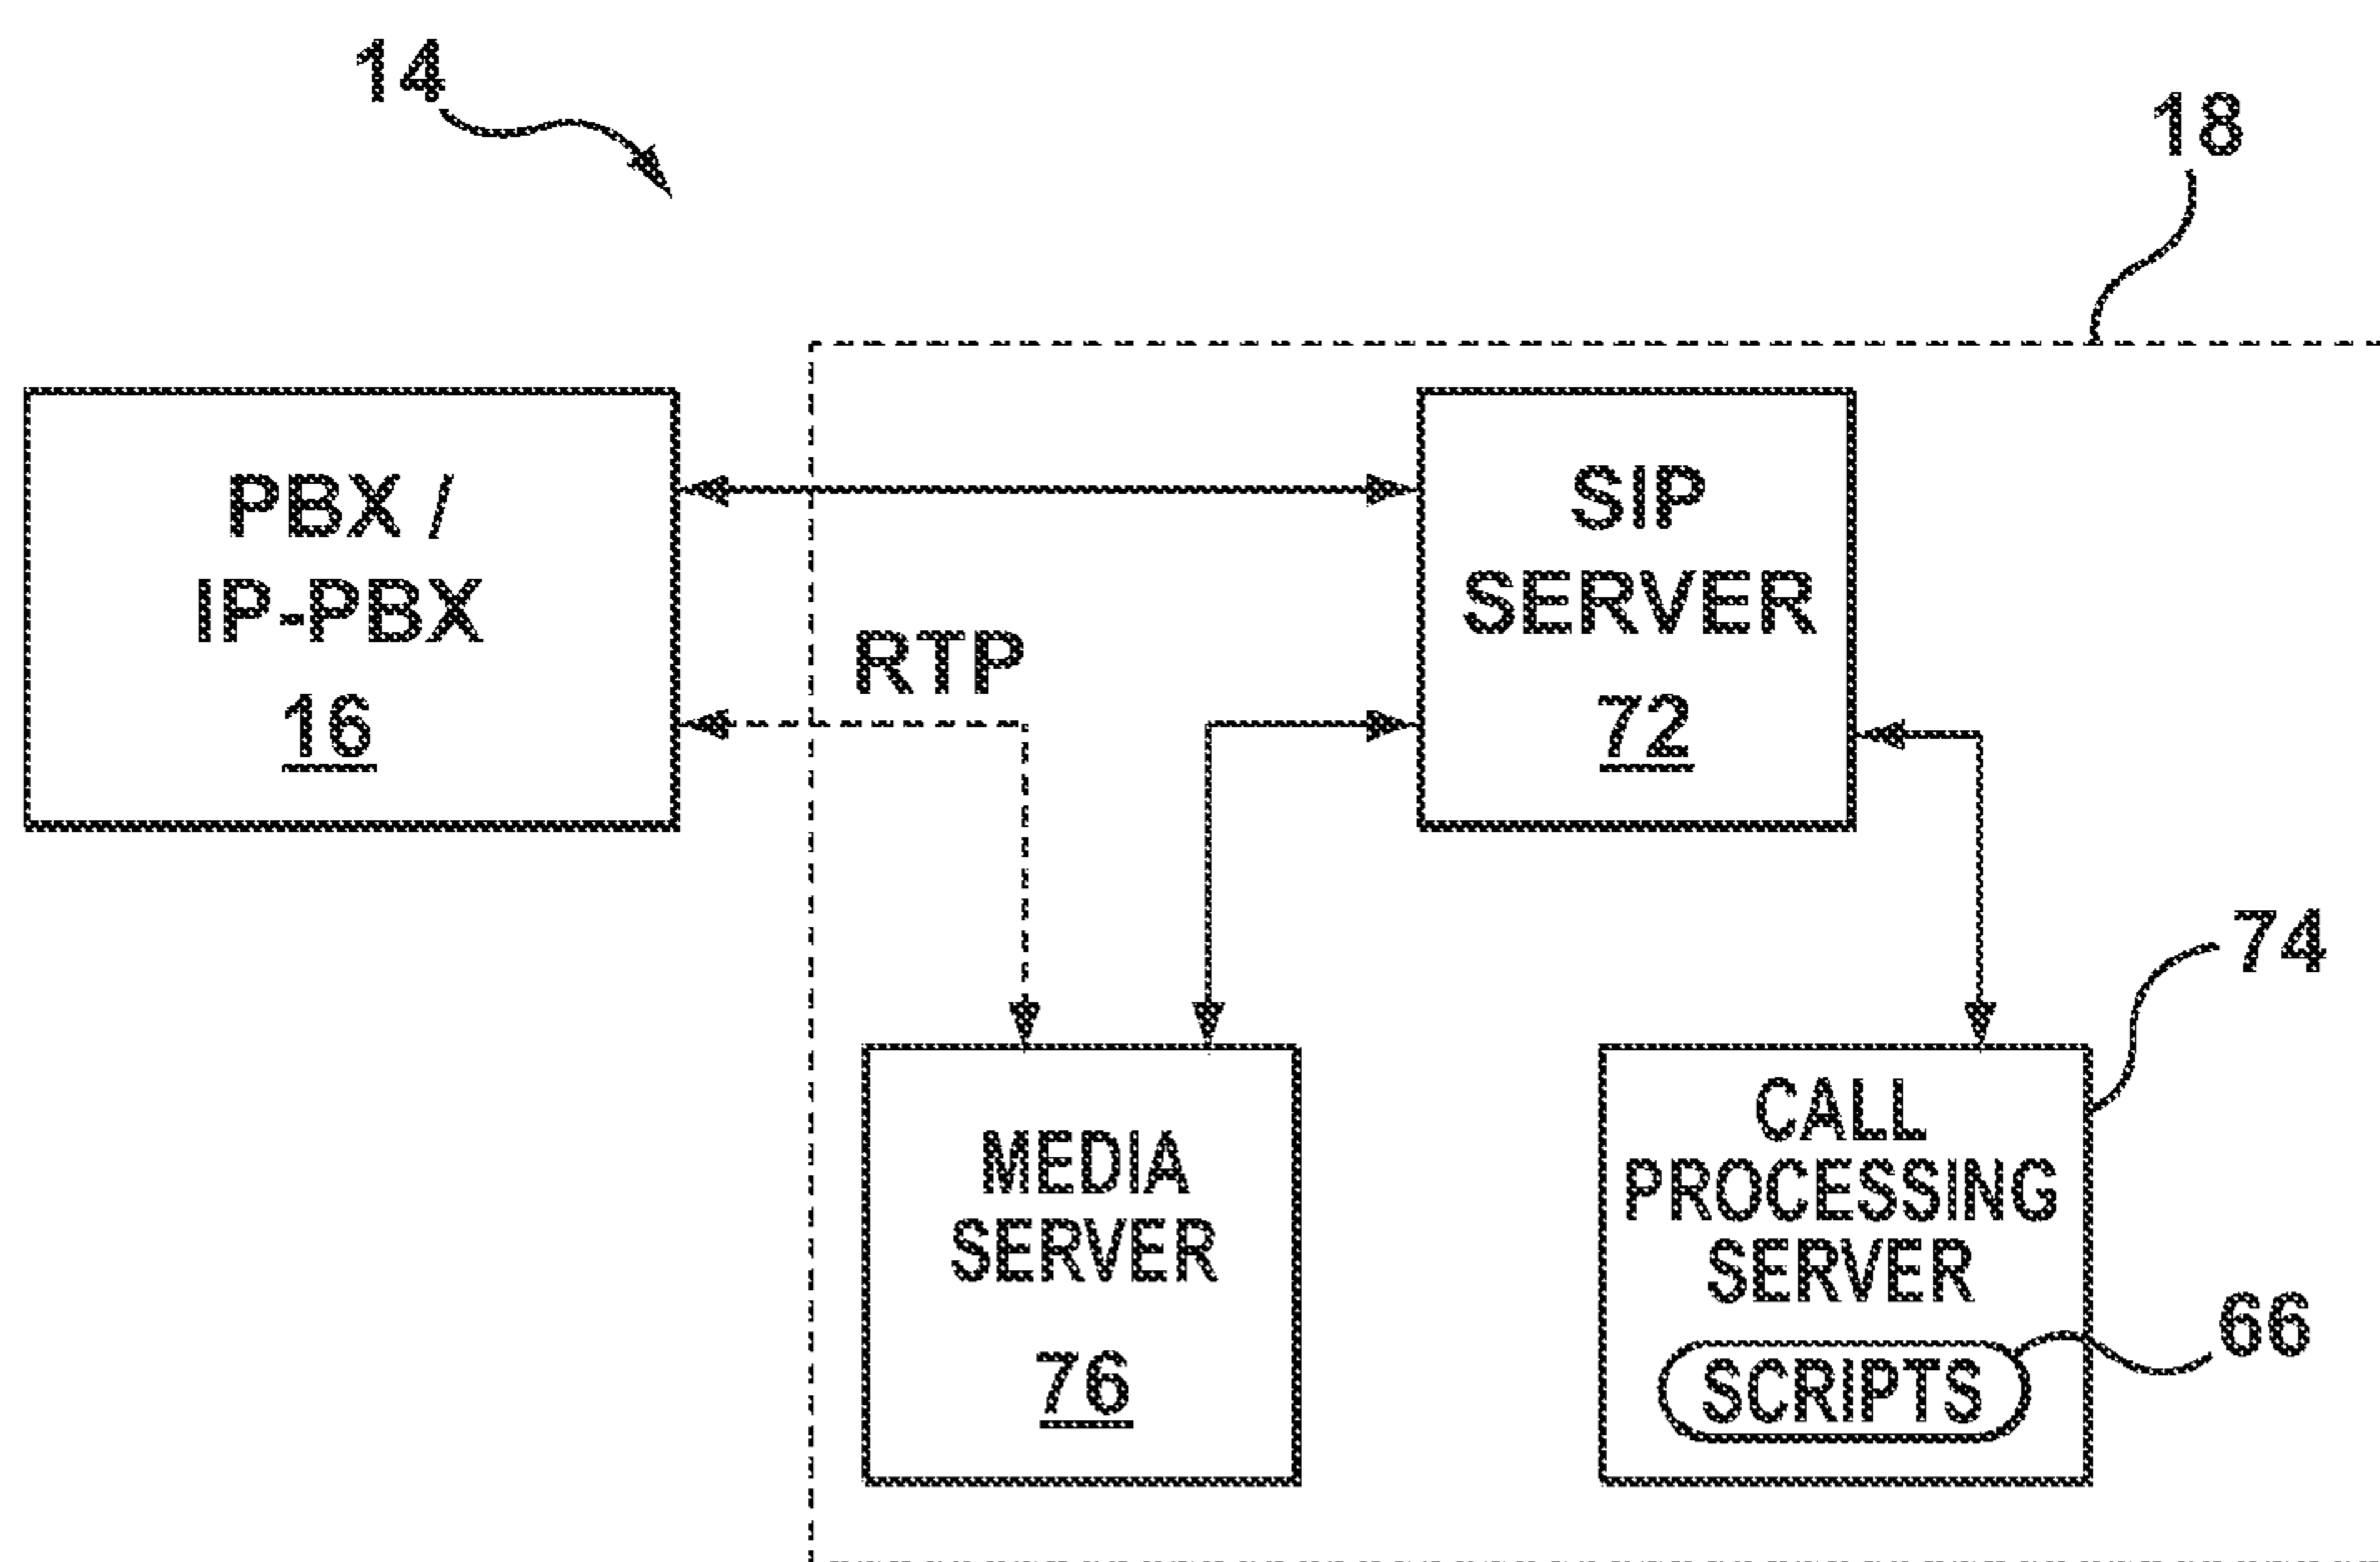 14
18
PBX /
IP-PBX
16
RTP
SIP
SERVER
72
74
MEDIA
SERVER
76
CALL
PROCESSING
SERVER
SCRIPTS
66